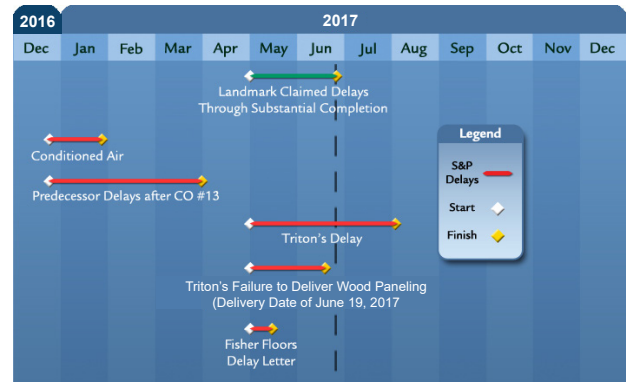 2016 2017
Dec Jan Feb Mar Apr May Jun Jul Aug Sep Oct Nov Dec
Landmark Claimed Delays
Through Substantial Completion
Conditioned Air
Predecessor Delays after CO #13
Triton's Delay
Triton's Failure to Deliver Wood Paneling
(Delivery Date of June 19, 2017
Fisher Floors
Delay Letter
Legend
S&P
Delays
Start
Finish